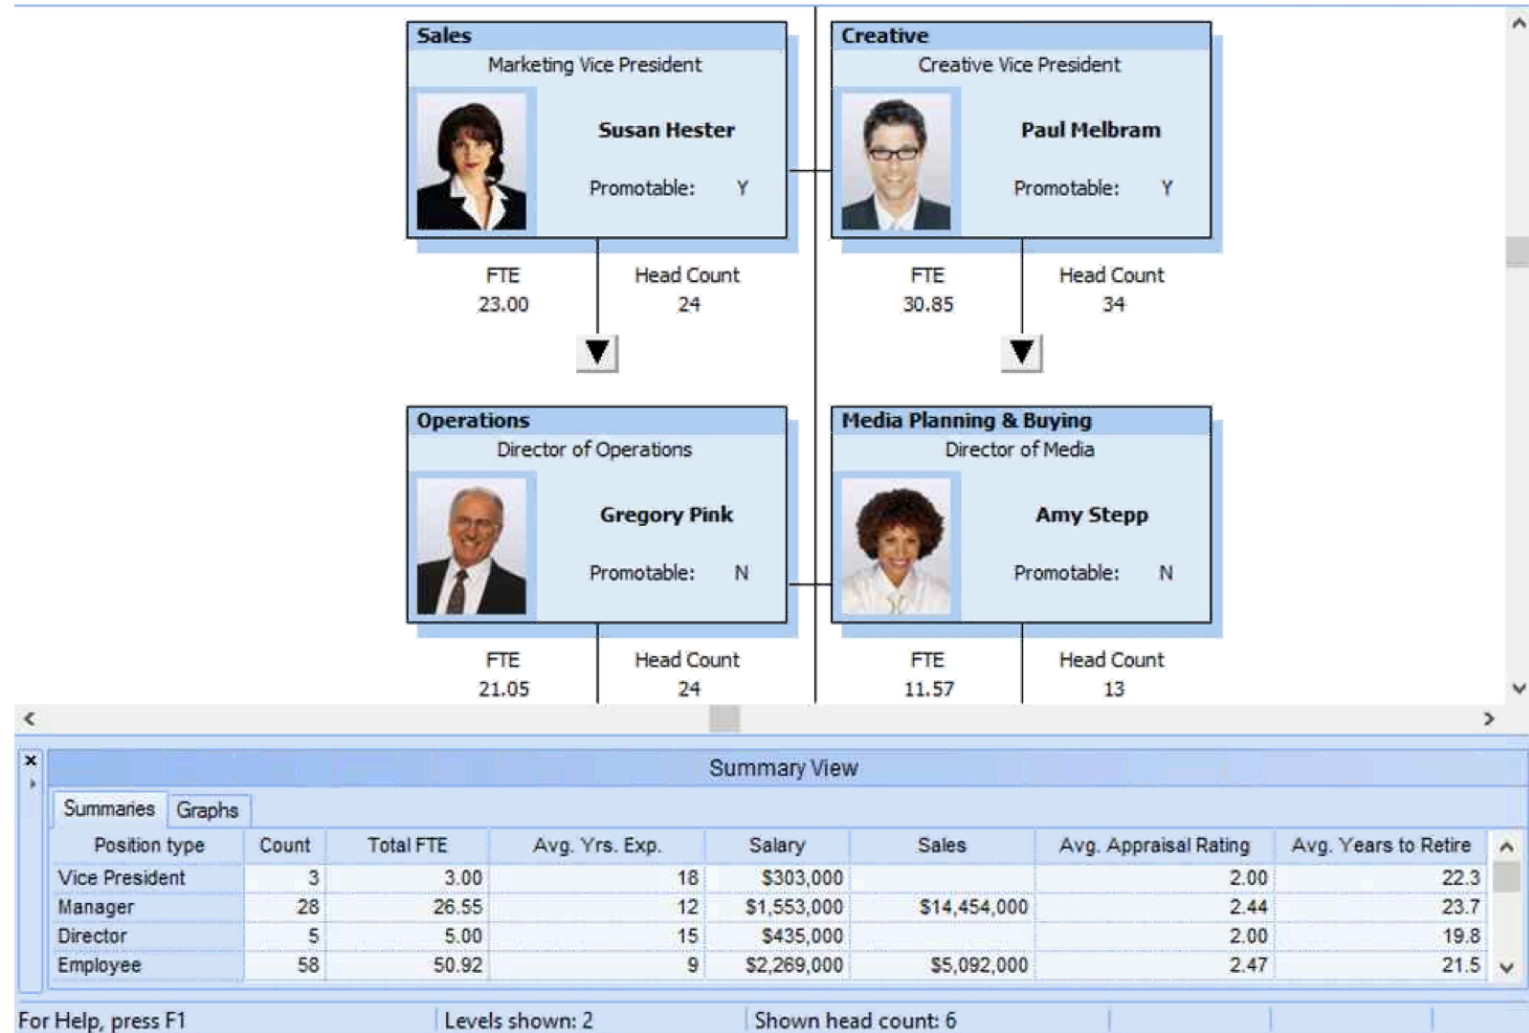 Sales
Marketing Vice President
Susan Hester
Promotable: Y
FTE Head Count
23.00 24
Creative
Creative Vice President
Paul Melbram
Promotable: Y
FTE Head Count
30.85 34
Operations
Director of Operations
Gregory Pink
Promotable: N
FTE Head Count
21.05 24
Media Planning & Buying
Director of Media
Amy Stepp
Promotable: N
FTE Head Count
11.57 13
Summary View
Summaries Graphs
Position type Count Total FTE Avg. Yrs. Exp. Salary Sales Avg. Appraisal Rating Avg. Years to Retire
Vice President 3 3.00 18 $303,000 2.00 22.3
Manager 28 26.55 12 $1,553,000 $14,454,000 2.44 23.7
Director 5 5.00 15 $435,000 2.00 19.8
Employee 58 50.92 9 $2,269,000 $5,092,000 2.47 21.5
For Help, press F1 Levels shown: 2 Shown head count: 6